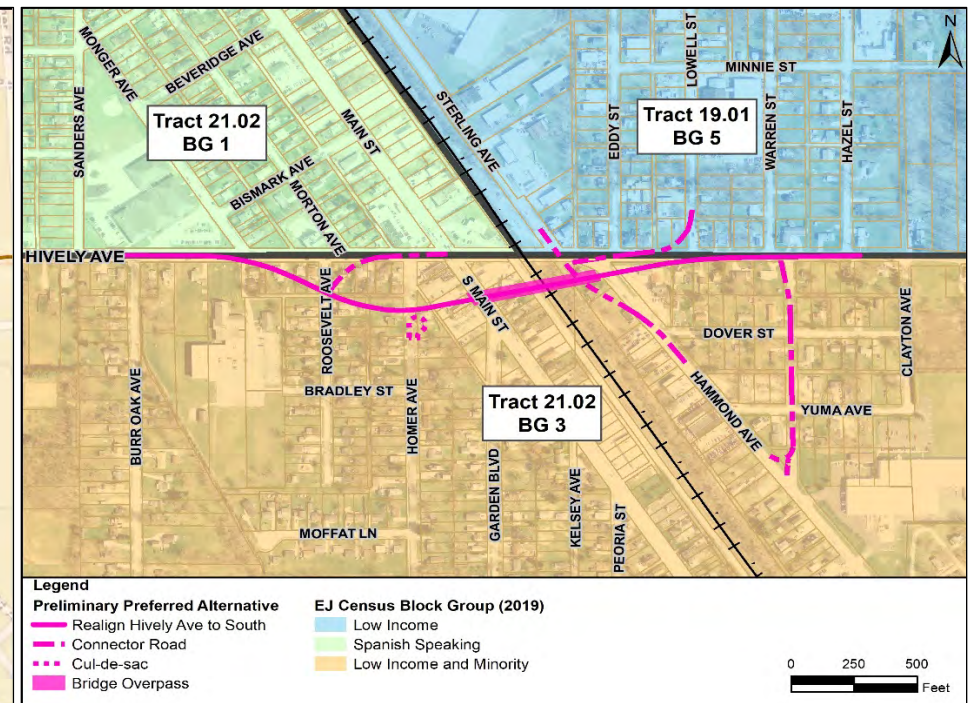 N
MONGER AVE
BEVERIDGE AVE
SANDERS AVE
Tract 21.02
BG 1
MAIN ST
STERLING AVE
LOWELL ST
MINNIE ST
Tract 19.01
BG 5
EDDY ST
WARREN ST
HAZEL ST
BISMARK AVE
MORTON AVE
HIVELY AVE
ROOSEVELT AVE
S MAIN ST
DOVER ST
CLAYTON AVE
BURR OAK AVE
BRADLEY ST
HOMER AVE
Tract 21.02
BG 3
HAMMOND AVE
YUMA AVE
GARDEN BLVD
KELSEY AVE
PEORIA ST
MOFFAT LN
Legend
Preliminary Preferred Alternative
Realign Hively Ave to South
Connector Road
Cul-de-sac
Bridge Overpass
EJ Census Block Group (2019)
Low Income
Spanish Speaking
Low Income and Minority
0 250 500
Feet